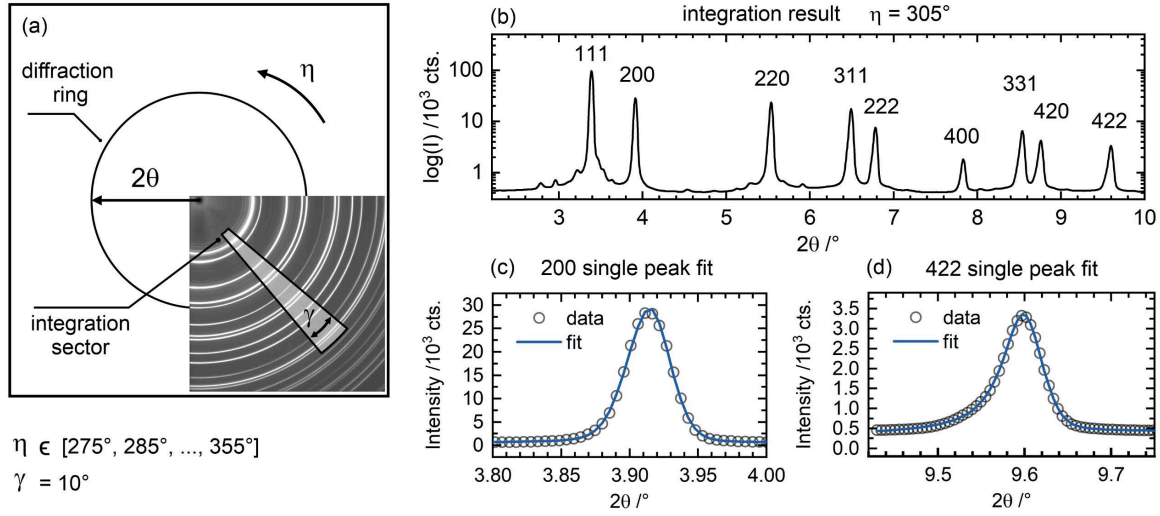 (a)
diffraction
ring
η
2θ
γ
integration
sector
η ϵ [275°, 285°, ..., 355°]
γ = 10°
(b) integration result η = 305°
log(I) /10³ cts.
100
10
1
111
200
220
311
222
400
331
420
422
3 4 5 6 7 8 9 10
2θ /°
(c) 200 single peak fit
Intensity /10³ cts.
30
25
20
15
10
5
0
data
fit
3.80 3.85 3.90 3.95 4.00
2θ /°
(d) 422 single peak fit
Intensity /10³ cts.
3.5
3.0
2.5
2.0
1.5
1.0
0.5
0.0
data
fit
9.5 9.6 9.7
2θ /°